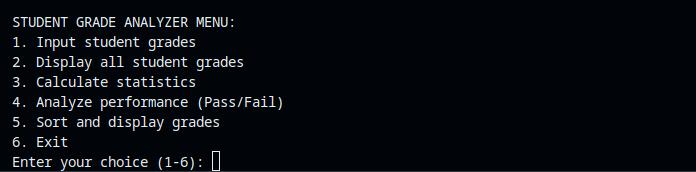 STUDENT GRADE ANALYZER MENU:
1. Input student grades
2. Display all student grades
3. Calculate statistics
4. Analyze performance (Pass/Fail)
5. Sort and display grades
6. Exit
Enter your choice (1-6):